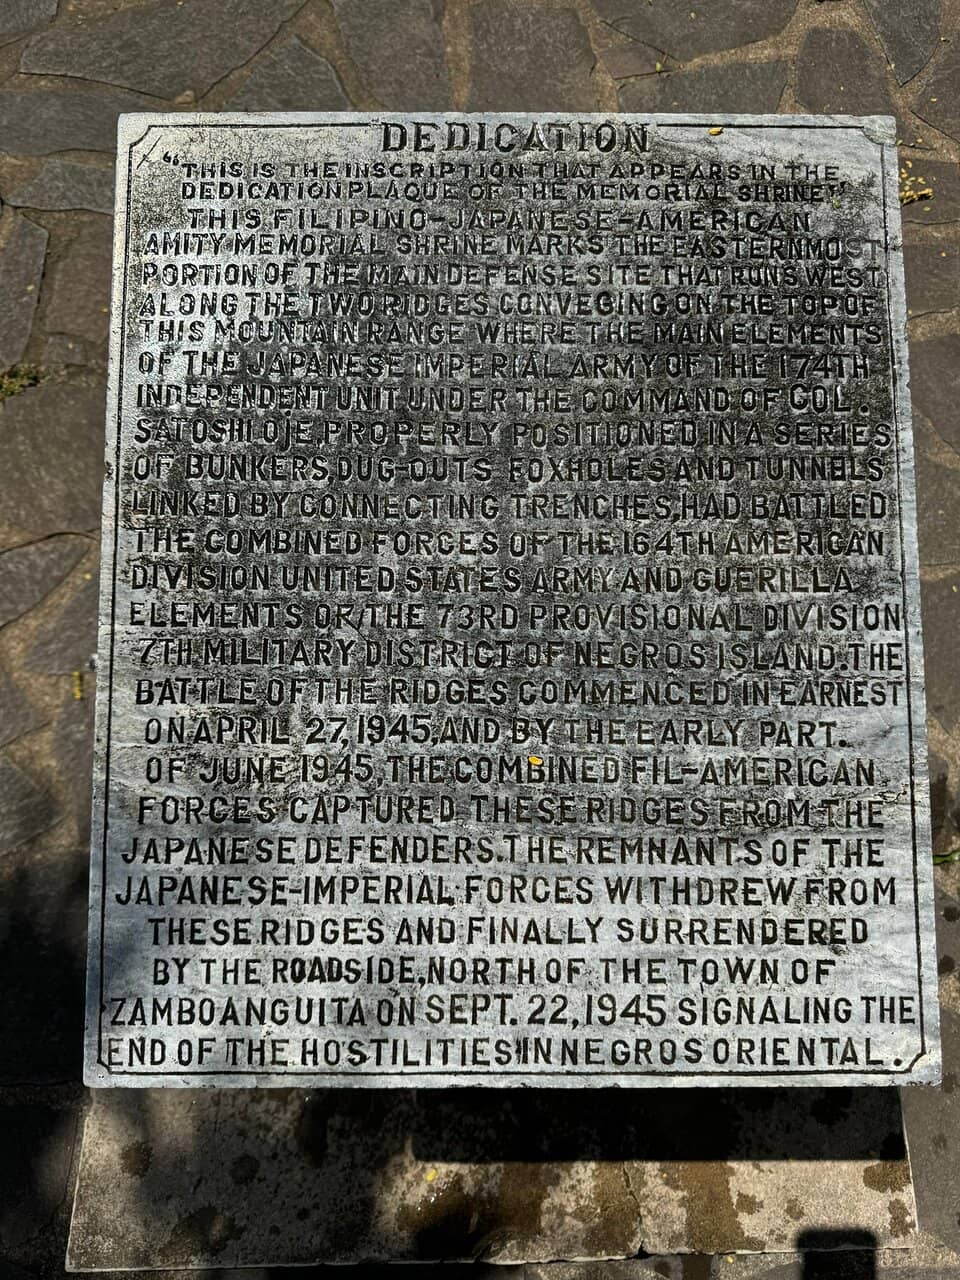 DEDICATION
"THIS IS THE INSCRIPTION THAT APPEARS IN THE
DEDICATION PLAQUE OF THE MEMORIAL SHRINE"
THIS FILIPINO-JAPANESE-AMERICAN
AMITY MEMORIAL SHRINE MARKS THE EASTERNMOST
PORTION OF THE MAIN DEFENSE SITE THAT RUNS WEST
ALONG THE TWO RIDGES CONVEGING ON THE TOP OF
THIS MOUNTAIN RANGE WHERE THE MAIN ELEMENTS
OF THE JAPANESE IMPERIAL ARMY OF THE 174TH
INDEPENDENT UNIT UNDER THE COMMAND OF COL.
SATOSHI OJE, PROPERLY POSITIONED IN A SERIES
OF BUNKERS, DUG-OUTS FOXHOLES AND TUNNELS
LINKED BY CONNECTING TRENCHES, HAD BATTLED
THE COMBINED FORCES OF THE 164TH AMERICAN
DIVISION UNITED STATES ARMY AND GUERILLA
ELEMENTS OF THE 73RD PROVISIONAL DIVISION
7TH MILITARY DISTRICT OF NEGROS ISLAND. THE
BATTLE OF THE RIDGES COMMENCED IN EARNEST
ON APRIL 27, 1945, AND BY THE EARLY PART.
OF JUNE 1945, THE COMBINED FIL-AMERICAN
FORCES CAPTURED THESE RIDGES FROM THE
JAPANESE DEFENDERS. THE REMNANTS OF THE
JAPANESE-IMPERIAL FORCES WITHDREW FROM
THESE RIDGES AND FINALLY SURRENDERED
BY THE ROADSIDE, NORTH OF THE TOWN OF
ZAMBOANGUITA ON SEPT. 22, 1945 SIGNALING THE
END OF THE HOSTILITIES IN NEGROS ORIENTAL.